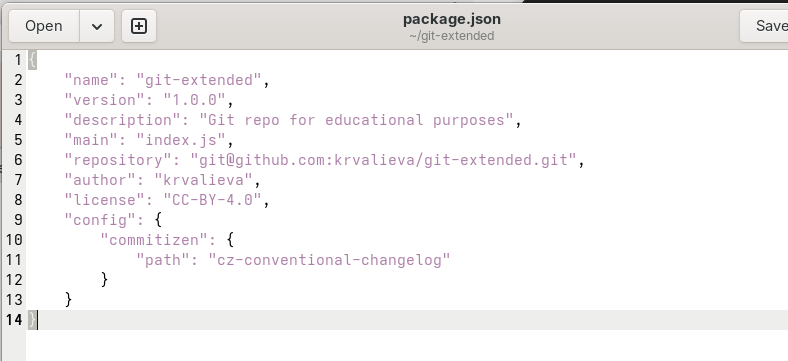 Open
package.json
~/git-extended
Save
1 {
2 "name": "git-extended",
3 "version": "1.0.0",
4 "description": "Git repo for educational purposes",
5 "main": "index.js",
6 "repository": "git@github.com:krvalieva/git-extended.git",
7 "author": "krvalieva",
8 "license": "CC-BY-4.0",
9 "config": {
10 "commitizen": {
11 "path": "cz-conventional-changelog"
12 }
13 }
14 }